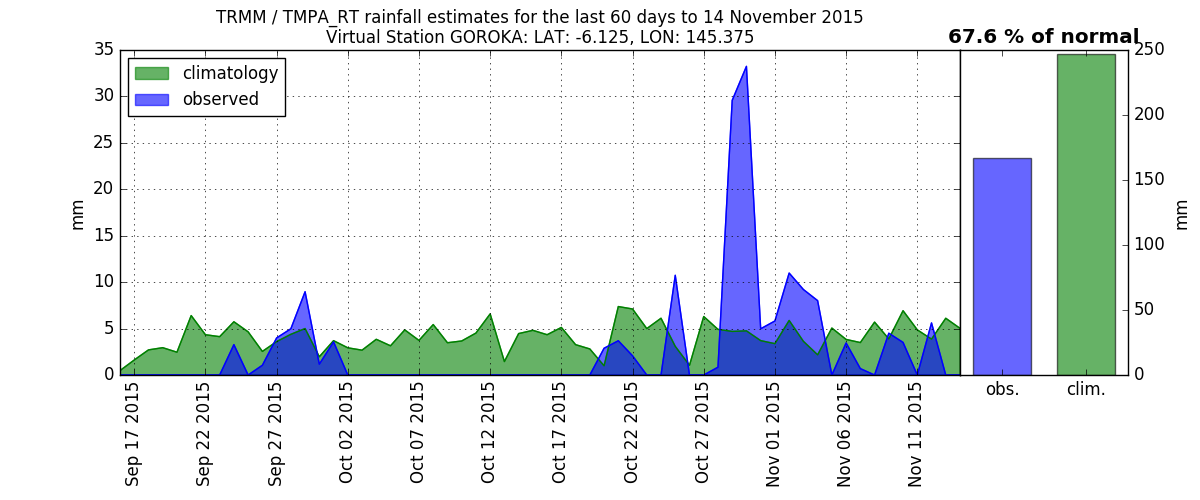 TRMM / TMPA_RT rainfall estimates for the last 60 days to 14 November 2015
Virtual Station GOROKA: LAT: -6.125, LON: 145.375
67.6 % of normal
climatology
observed
35
30
25
20
15
10
5
0
mm
Sep 17 2015
Sep 22 2015
Sep 27 2015
Oct 02 2015
Oct 07 2015
Oct 12 2015
Oct 17 2015
Oct 22 2015
Oct 27 2015
Nov 01 2015
Nov 06 2015
Nov 11 2015
250
200
150
100
50
0
mm
obs.
clim.